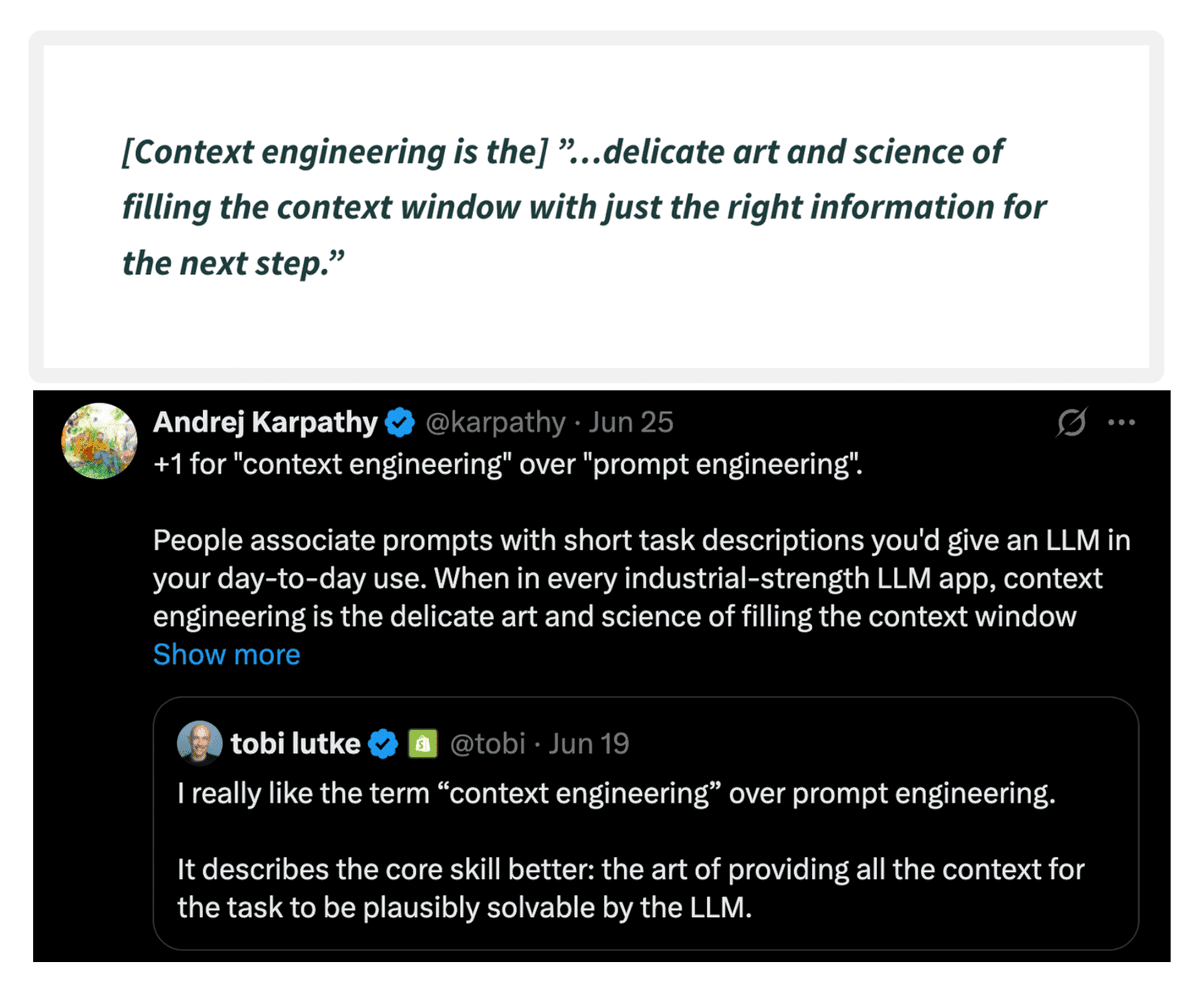 [Context engineering is the] ”…delicate art and science of
filling the context window with just the right information for
the next step.”
Andrej Karpathy @karpathy · Jun 25
+1 for "context engineering" over "prompt engineering".
People associate prompts with short task descriptions you'd give an LLM in
your day-to-day use. When in every industrial-strength LLM app, context
engineering is the delicate art and science of filling the context window
Show more
tobi lutke @tobi · Jun 19
I really like the term “context engineering” over prompt engineering.
It describes the core skill better: the art of providing all the context for
the task to be plausibly solvable by the LLM.